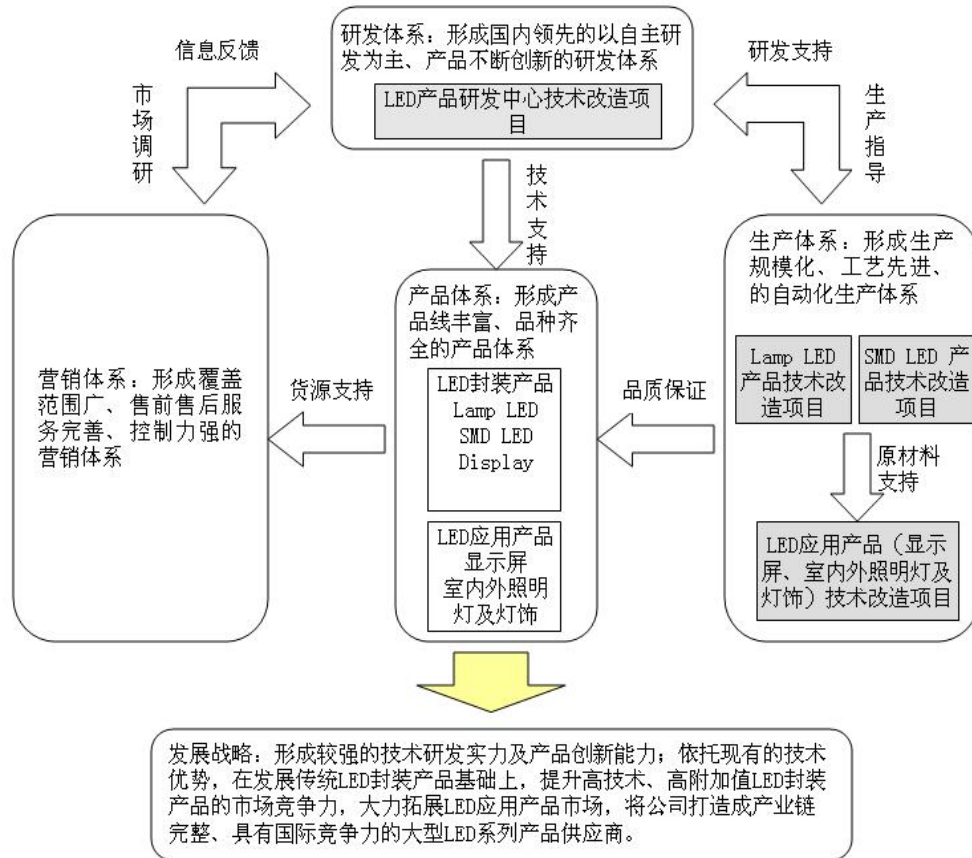 研发体系：形成国内领先的以自主研
发为主、产品不断创新的研发体系
LED产品研发中心技术改造项
目
信息反馈
市场调研
研发支持
生产指导
技术支持
营销体系：形成覆盖
范围广、售前售后服
务完善、控制力强的
营销体系
货源支持
产品体系：形成产
品线丰富、品种齐
全的产品体系
LED封装产品
Lamp LED
SMD LED
Display
LED应用产品
显示屏
室内外照明
灯及灯饰
品质保证
生产体系：形成生产
规模化、工艺先进、
的自动化生产体系
Lamp LED
产品技术改
造项目
SMD LED 产
品技术改造
项目
原材料
支持
LED应用产品（显示
屏、室内外照明灯及
灯饰）技术改造项目
发展战略：形成较强的技术研发实力及产品创新能力；依托现有的技术
优势，在发展传统LED封装产品基础上，提升高技术、高附加值LED封装
产品的市场竞争力，大力拓展LED应用产品市场，将公司打造成产业链
完整、具有国际竞争力的大型LED系列产品供应商。